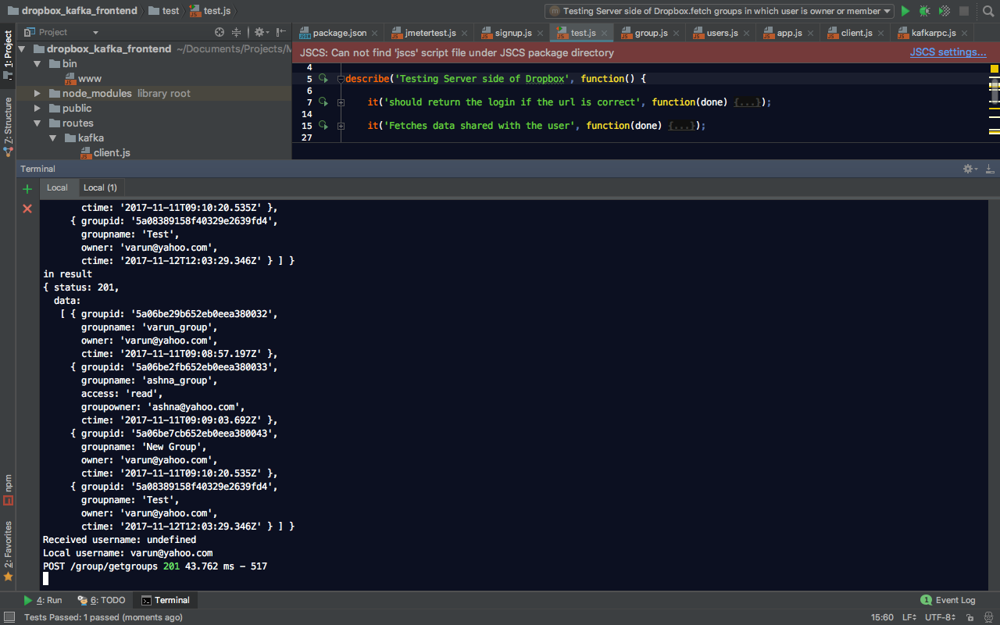 dropbox_kafka_frontend test test.js
Testing Server side of Dropbox.fetch groups in which user is owner or member
Project
package.json jmetertest.js signup.js test.js group.js users.js app.js client.js kafkarpc.js
1: Project
Z: Structure
npm
2: Favorites
dropbox_kafka_frontend ~/Documents/Projects/M
bin
www
node_modules library root
public
routes
kafka
client.js
JSCS: Can not find 'jscs' script file under JSCS package directory
JSCS settings...
4
5 describe('Testing Server side of Dropbox', function() {
6
7 it('should return the login if the url is correct', function(done) {...});
14
15 it('Fetches data shared with the user', function(done) {...});
27
Terminal
Local Local (1)
ctime: '2017-11-11T09:10:20.535Z' },
{ groupid: '5a08389158f40329e2639fd4',
groupname: 'Test',
owner: 'varun@yahoo.com',
ctime: '2017-11-12T12:03:29.346Z' } ] }
in result
{ status: 201,
data:
[ { groupid: '5a06be29b652eb0eea380032',
groupname: 'varun_group',
owner: 'varun@yahoo.com',
ctime: '2017-11-11T09:08:57.197Z' },
{ groupid: '5a06be2fb652eb0eea380033',
groupname: 'ashna_group',
access: 'read',
groupowner: 'ashna@yahoo.com',
ctime: '2017-11-11T09:09:03.692Z' },
{ groupid: '5a06be7cb652eb0eea380043',
groupname: 'New Group',
owner: 'varun@yahoo.com',
ctime: '2017-11-11T09:10:20.535Z' },
{ groupid: '5a08389158f40329e2639fd4',
groupname: 'Test',
owner: 'varun@yahoo.com',
ctime: '2017-11-12T12:03:29.346Z' } ] }
Received username: undefined
Local username: varun@yahoo.com
POST /group/getgroups 201 43.762 ms - 517
4: Run 6: TODO Terminal 1 Event Log
Tests Passed: 1 passed (moments ago) 15:60 LF UTF-8